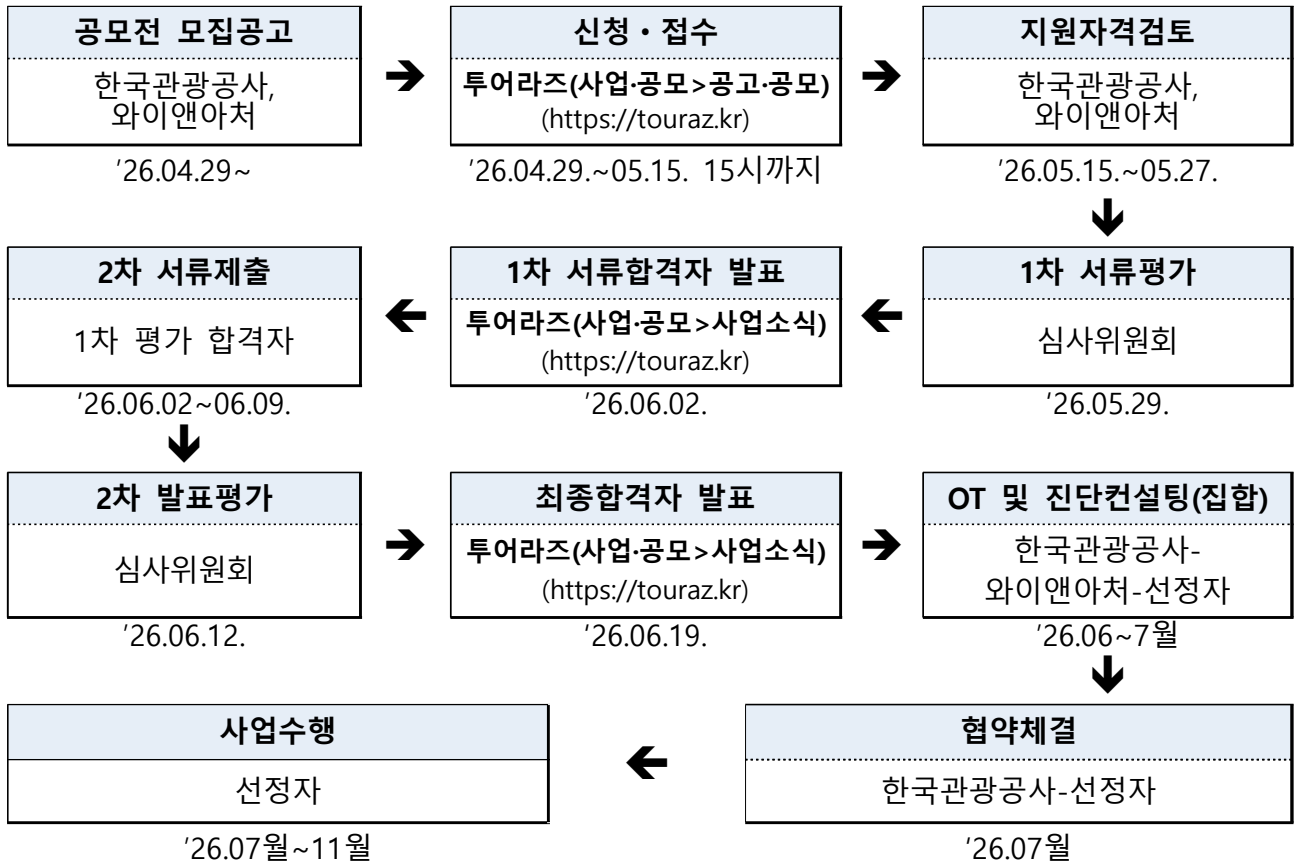 공모전 모집공고
한국관광공사,
와이앤아처
'26.04.29~
신청・접수
투어라즈(사업·공모>공고·공모)
(https://touraz.kr)
'26.04.29.~05.15. 15시까지
지원자격검토
한국관광공사,
와이앤아처
'26.05.15.~05.27.
1차 서류평가
심사위원회
'26.05.29.
1차 서류합격자 발표
투어라즈(사업·공모>사업소식)
(https://touraz.kr)
'26.06.02.
2차 서류제출
1차 평가 합격자
'26.06.02~06.09.
2차 발표평가
심사위원회
'26.06.12.
최종합격자 발표
투어라즈(사업·공모>사업소식)
(https://touraz.kr)
'26.06.19.
OT 및 진단컨설팅(집합)
한국관광공사-
와이앤아처-선정자
'26.06~7월
협약체결
한국관광공사-선정자
'26.07월
사업수행
선정자
'26.07월~11월